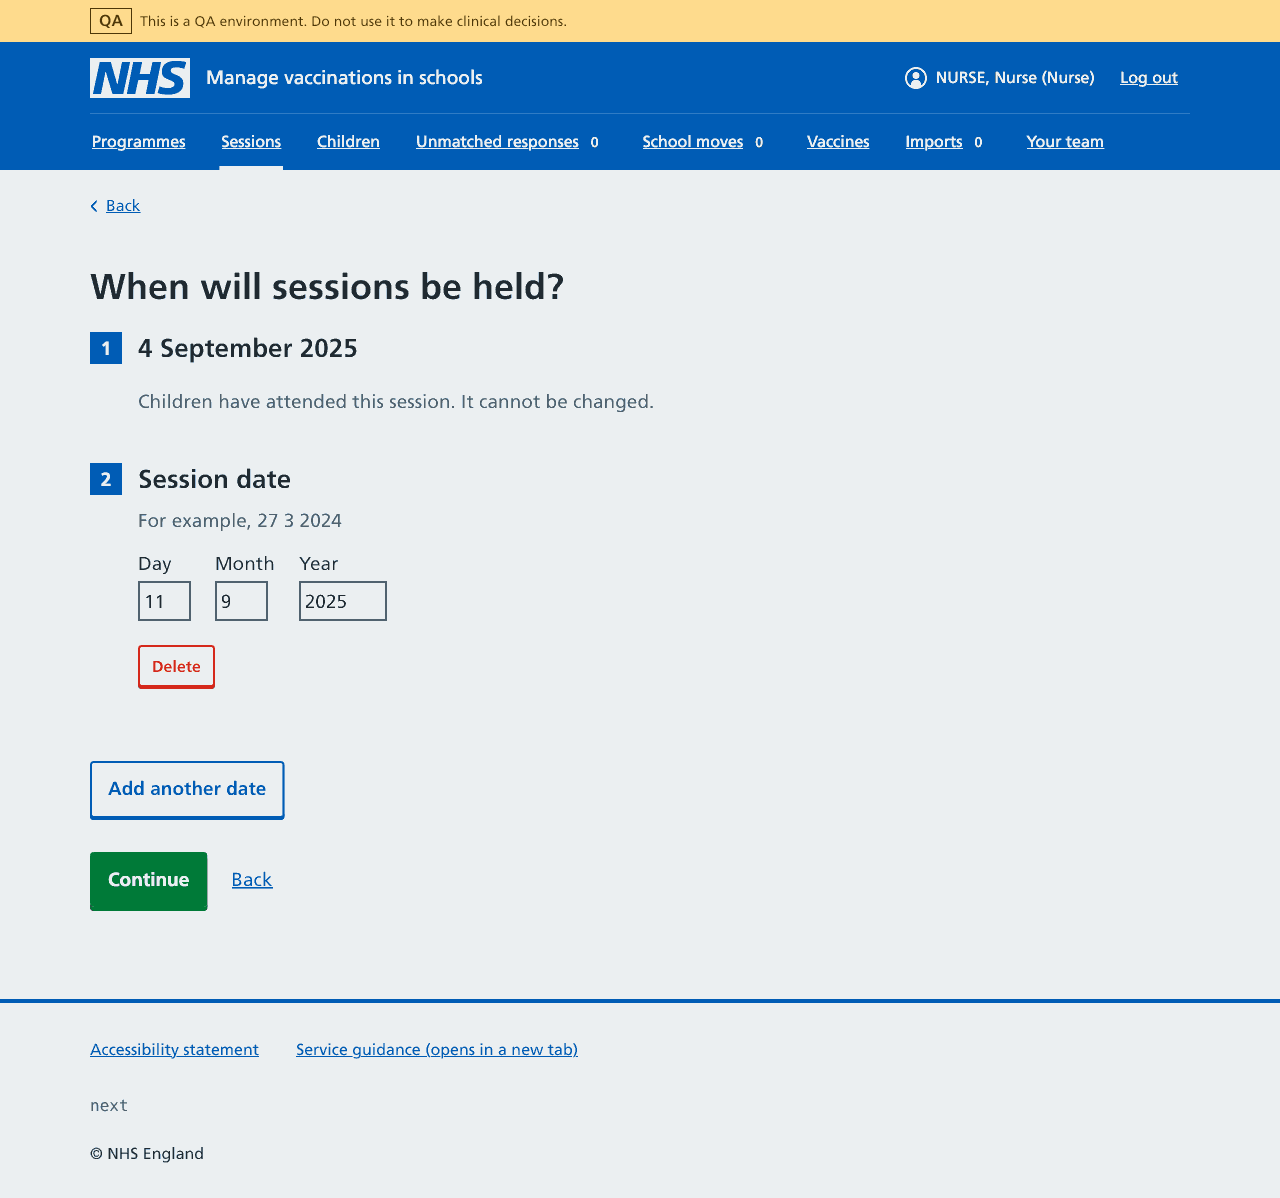 QA
This is a QA environment. Do not use it to make clinical decisions.
NHS
Manage vaccinations in schools
NURSE, Nurse (Nurse)
Log out
Programmes
Sessions
Children
Unmatched responses 0
School moves 0
Vaccines
Imports 0
Your team
Back
When will sessions be held?
1
4 September 2025
Children have attended this session. It cannot be changed.
2
Session date
For example, 27 3 2024
Day Month Year
11 9 2025
Delete
Add another date
Continue
Back
Accessibility statement
Service guidance (opens in a new tab)
next
© NHS England